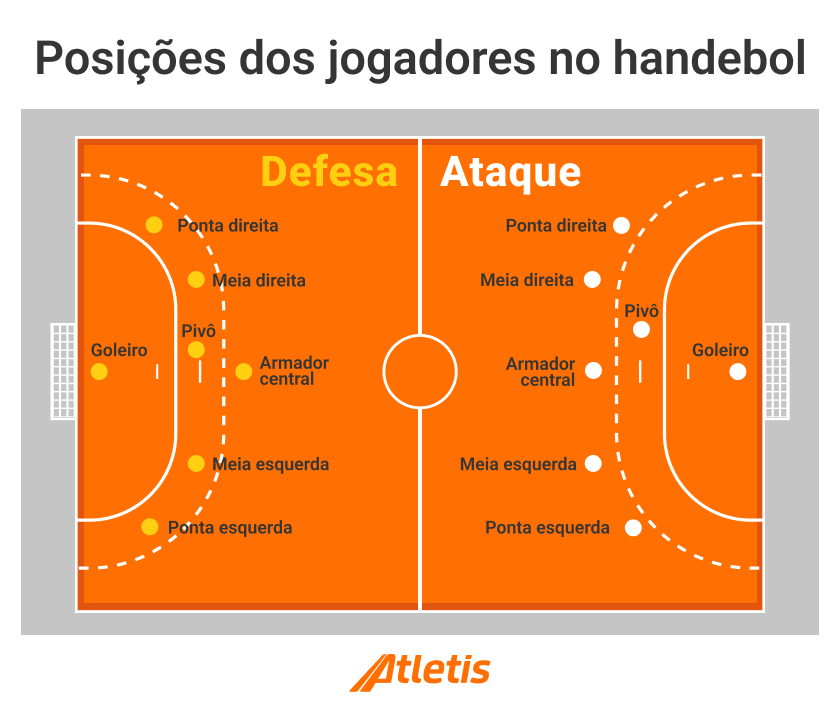 Posições dos jogadores no handebol
Defesa
Ataque
Ponta direita
Meia direita
Pivô
Goleiro
Armador
central
Meia esquerda
Ponta esquerda
Ponta direita
Meia direita
Pivô
Goleiro
Armador
central
Meia esquerda
Ponta esquerda
Atletis